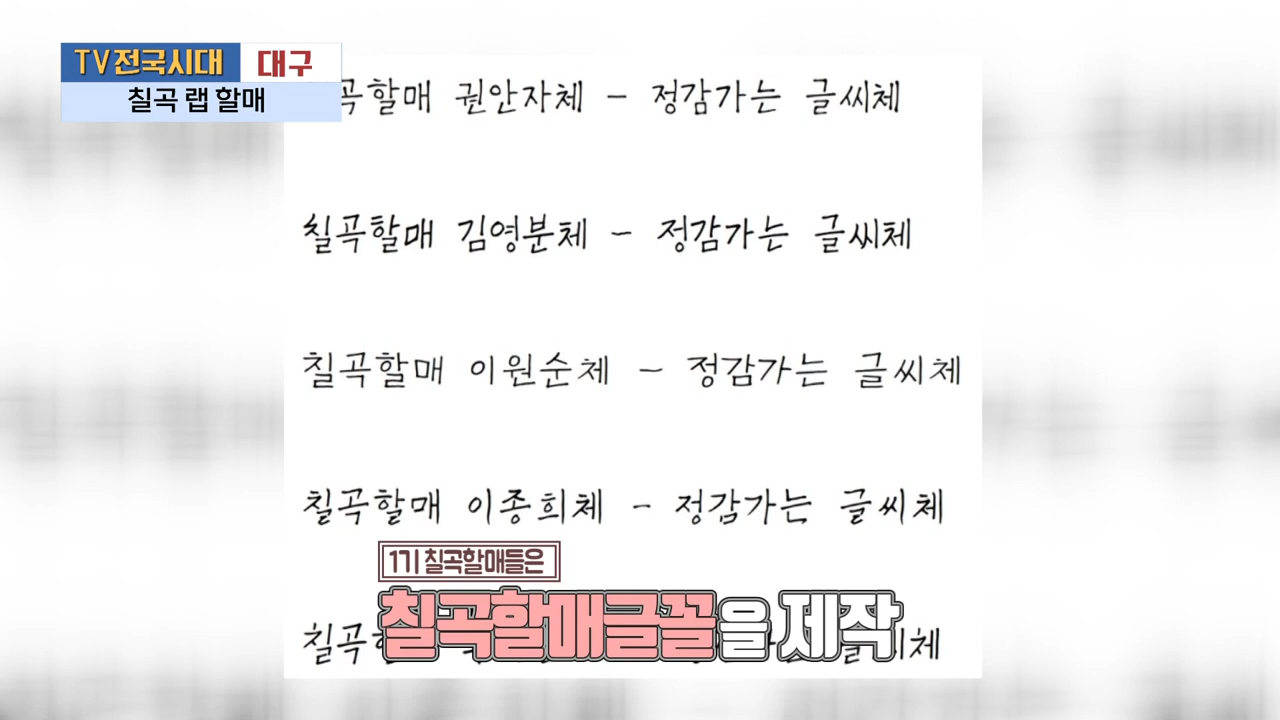 TV전국시대 대구
칠곡 랩 할매
곡할매 권안자체 - 정감가는 글씨체
칠곡할매 김영분체 - 정감가는 글씨체
칠곡할매 이원순체 - 정감가는 글씨체
칠곡할매 이종희체 - 정감가는 글씨체
1기 칠곡할매들은
칠곡할매글꼴을 제작